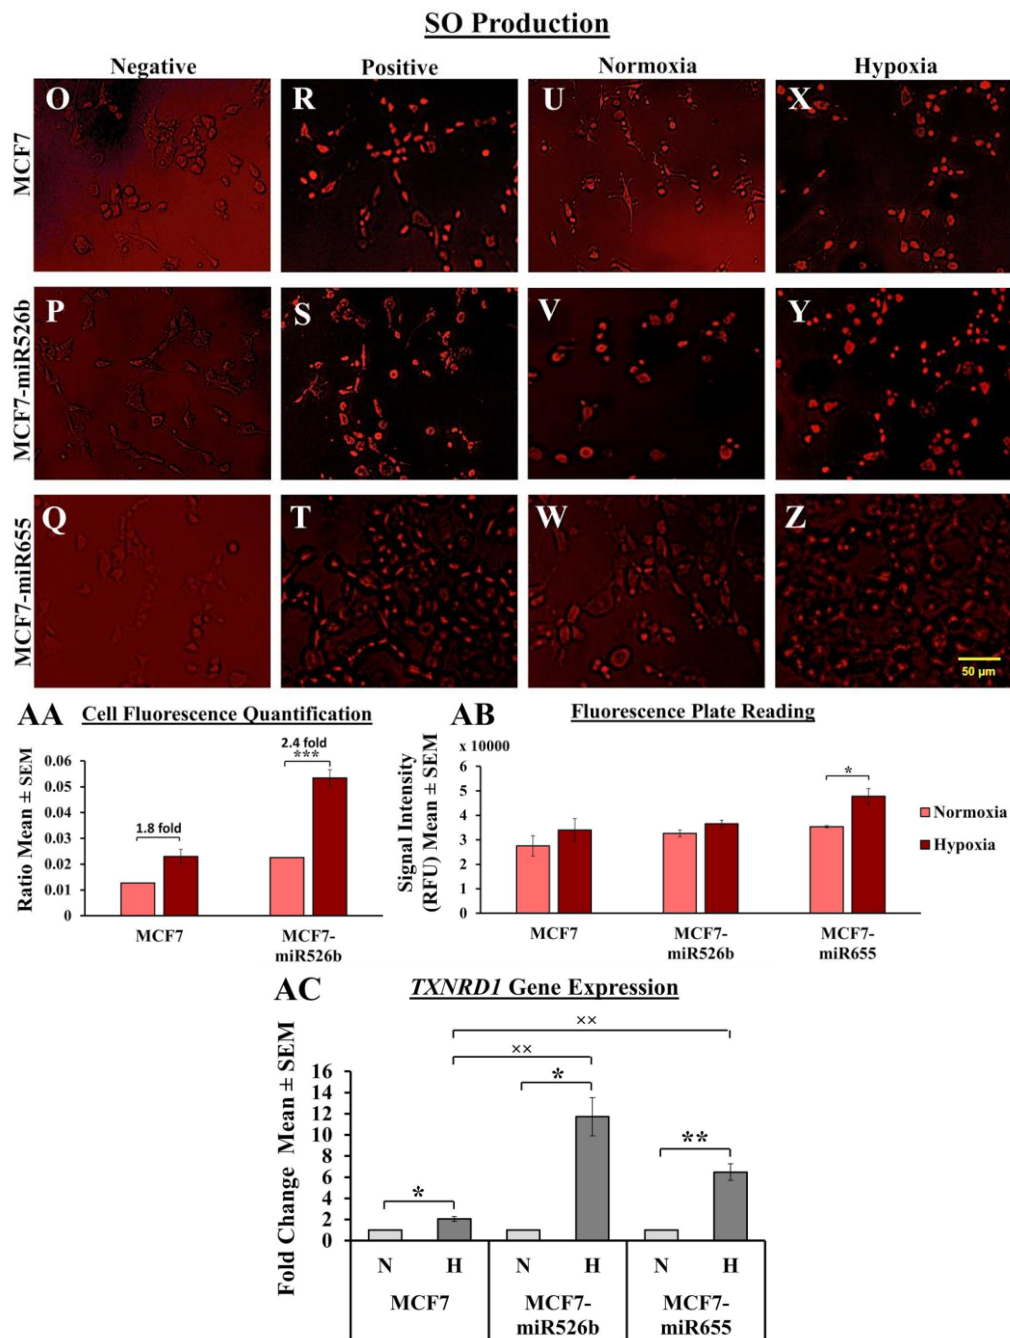 SO Production
Negative Positive Normoxia Hypoxia
MCF7
O R U X
MCF7-miR526b
P S V Y
MCF7-miR655
Q T W Z
50 µm
AA Cell Fluorescence Quantification
Ratio Mean ± SEM
0.06
0.05
0.04
0.03
0.02
0.01
0
1.8 fold
2.4 fold
***
MCF7
MCF7-
miR526b
AB Fluorescence Plate Reading
x 10000
Signal Intensity
(RFU) Mean ± SEM
6
5
4
3
2
1
0
*
MCF7
MCF7-
miR526b
MCF7-
miR655
Normoxia
Hypoxia
AC TXNRD1 Gene Expression
Fold Change Mean ± SEM
16
14
12
10
8
6
4
2
0
××
××
*
*
**
N H N H N H
MCF7
MCF7-
miR526b
MCF7-
miR655